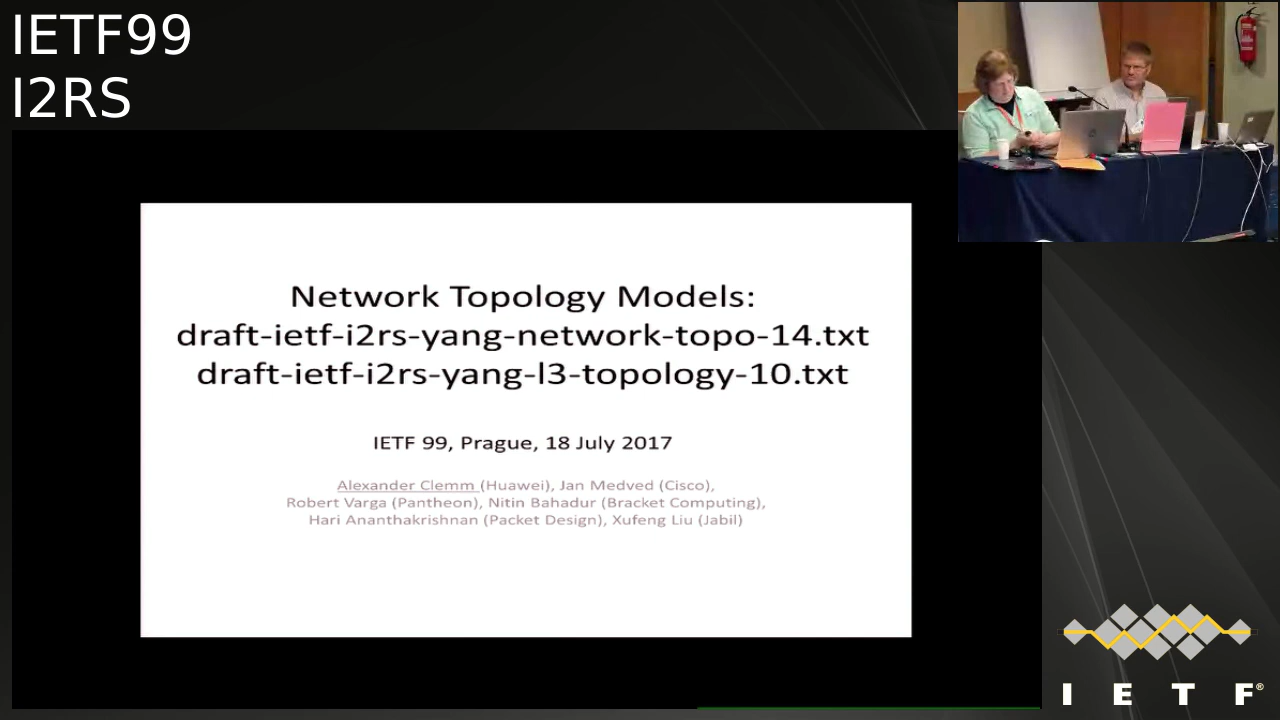 IETF99
I2RS
Network Topology Models:
draft-ietf-i2rs-yang-network-topo-14.txt
draft-ietf-i2rs-yang-l3-topology-10.txt
IETF 99, Prague, 18 July 2017
Alexander Clemm (Huawei), Jan Medved (Cisco),
Robert Varga (Pantheon), Nitin Bahadur (Bracket Computing),
Hari Ananthakrishnan (Packet Design), Xufeng Liu (Jabil)
I E T F®